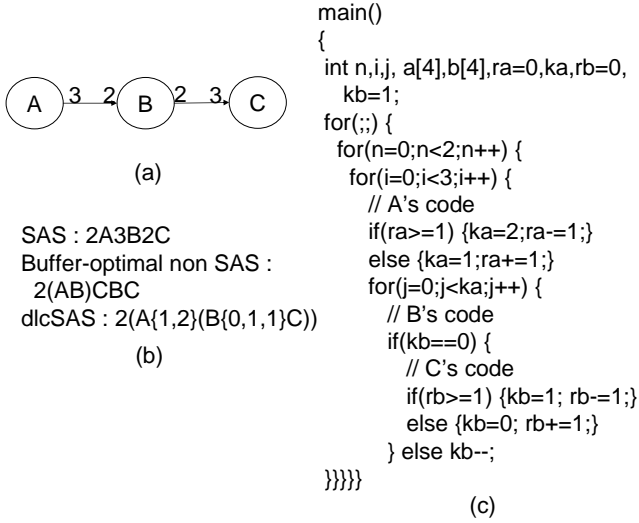 A 3 2 B 2 3 C
(a)
SAS : 2A3B2C
Buffer-optimal non SAS :
2(AB)CBC
dlcSAS : 2(A{1,2}(B{0,1,1}C))
(b)
main()
{
int n,i,j, a[4],b[4],ra=0,ka,rb=0,
kb=1;
for(;;) {
for(n=0;n<2;n++) {
for(i=0;i<3;i++) {
// A's code
if(ra>=1) {ka=2;ra-=1;}
else {ka=1;ra+=1;}
for(j=0;j<ka;j++) {
// B's code
if(kb==0) {
// C's code
if(rb>=1) {kb=1; rb-=1;}
else {kb=0; rb+=1;}
} else kb--;
}}}}}
(c)